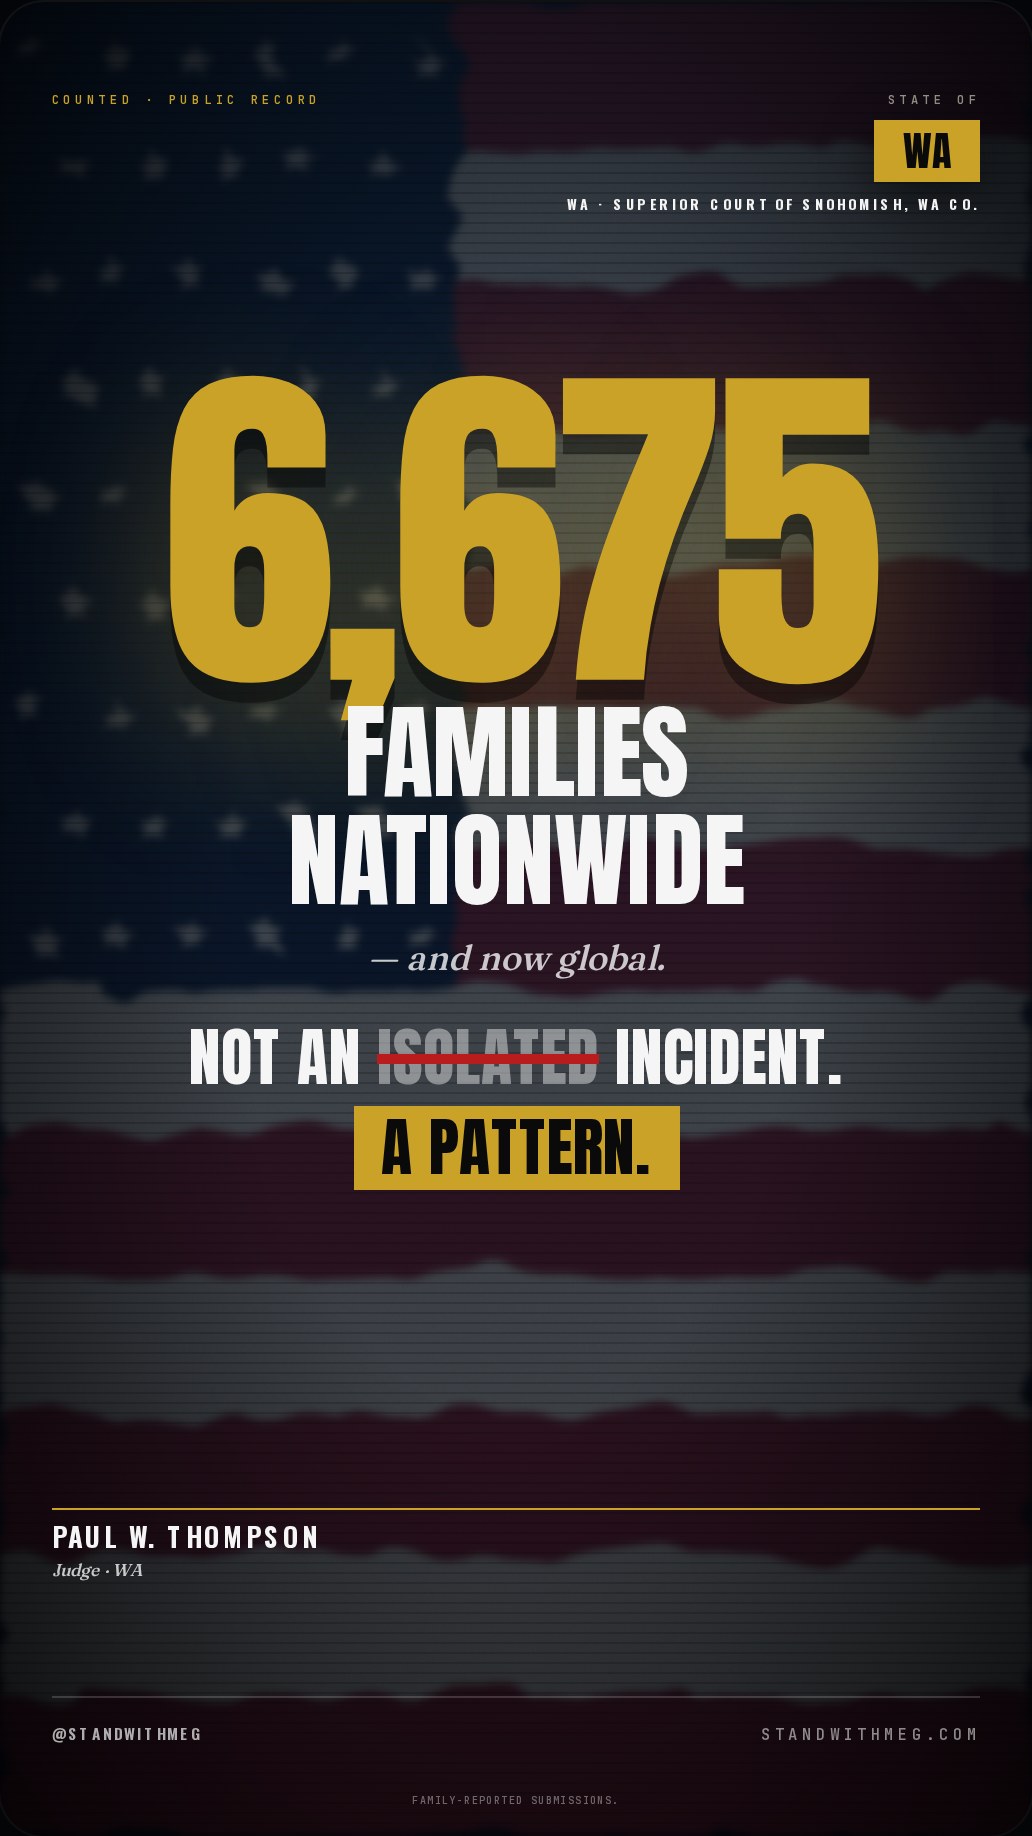 COUNTED · PUBLIC RECORD
STATE OF
WA
WA · SUPERIOR COURT OF SNOHOMISH, WA CO.
6,675
FAMILIES
NATIONWIDE
— and now global.
NOT AN ISOLATED INCIDENT.
A PATTERN.
PAUL W. THOMPSON
Judge · WA
@STANDWITHMEG
STANDWITHMEG.COM
FAMILY-REPORTED SUBMISSIONS.